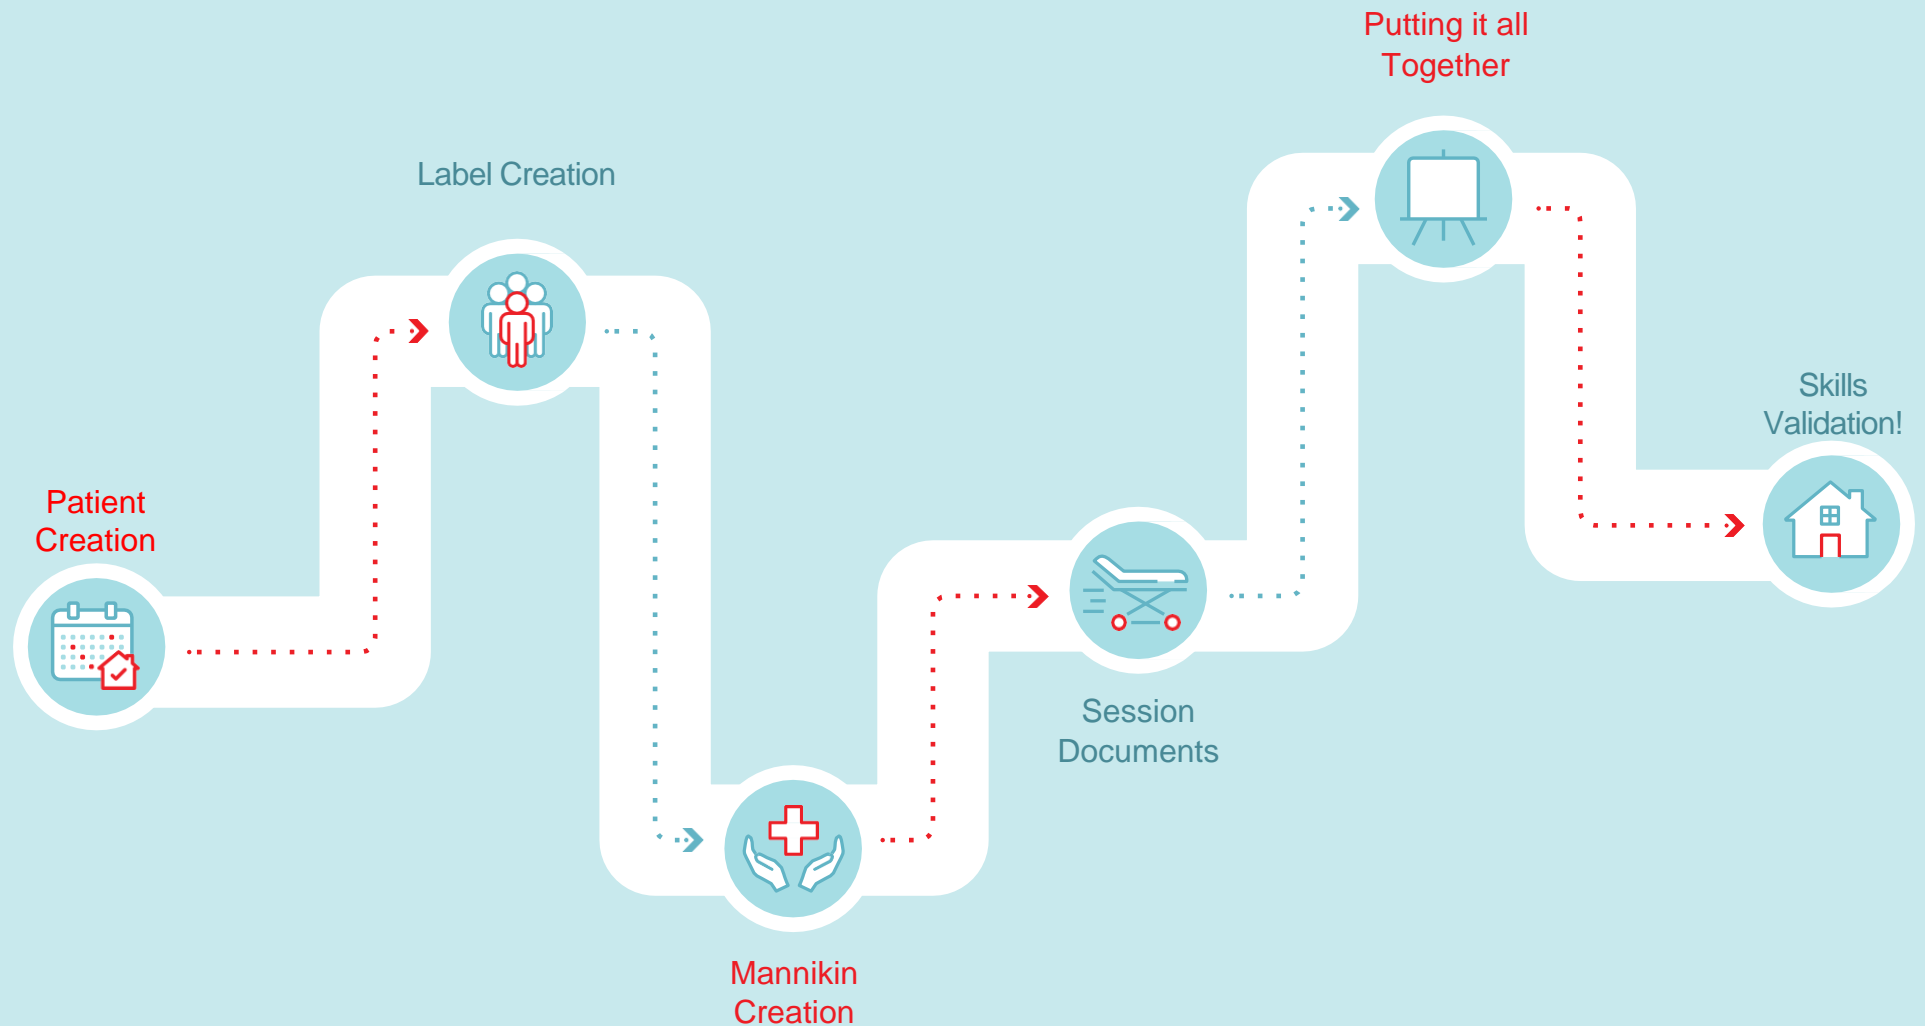 Patient
Creation
Label Creation
Mannikin
Creation
Session
Documents
Putting it all
Together
Skills
Validation!